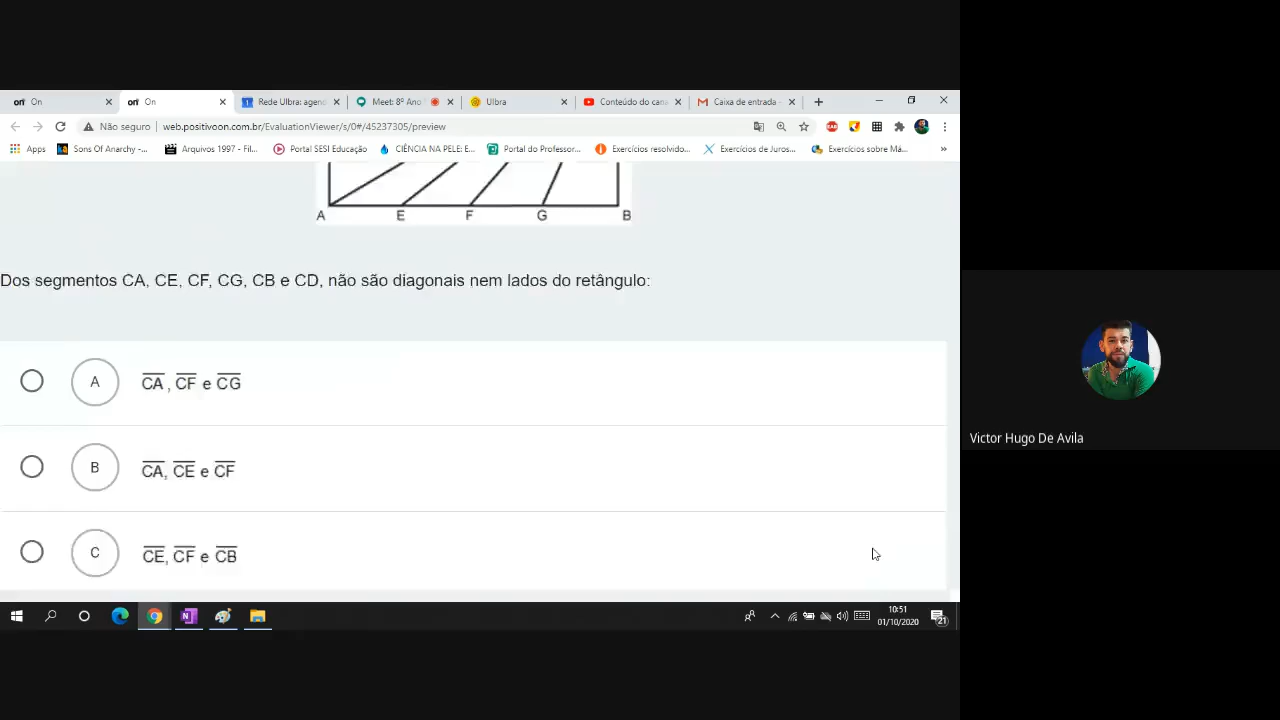 On
On
Rede Ulbra: agend
Meet: 8º Ano
Ulbra
Conteúdo do cana
Caixa de entrada -
Não seguro
web.positivoon.com.br/EvaluationViewer/s/0#/45237305/preview
Apps
Sons Of Anarchy -...
Arquivos 1997 - Fil...
Portal SESI Educação
CIÊNCIA NA PELE: E...
Portal do Professor...
Exercícios resolvido...
Exercícios de Juros...
Exercícios sobre Má...
»
A E F G B
Dos segmentos CA, CE, CF, CG, CB e CD, não são diagonais nem lados do retângulo:
A
CA, CF e CG
B
CA, CE e CF
C
CE, CF e CB
10:51
01/10/2020
21
Victor Hugo De Avila